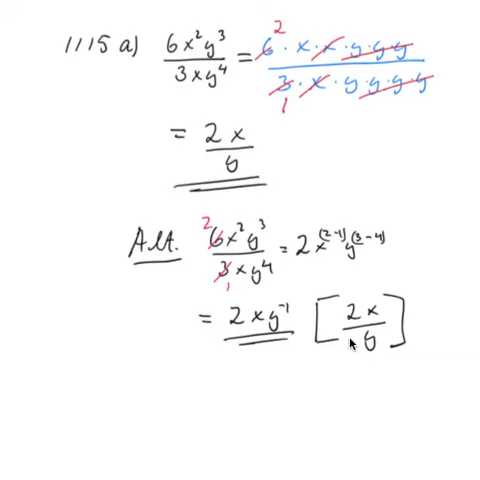 1115 a) 6x²y³ / 3xy⁴ = 6 · x · x · y · y · y / 3 · x · y · y · y · y 2 1
= 2x / y
Alt. 6x²y³ / 3xy⁴ 2 1 = 2x⁽²⁻¹⁾y⁽³⁻⁴⁾
= 2xy⁻¹ [2x / y]